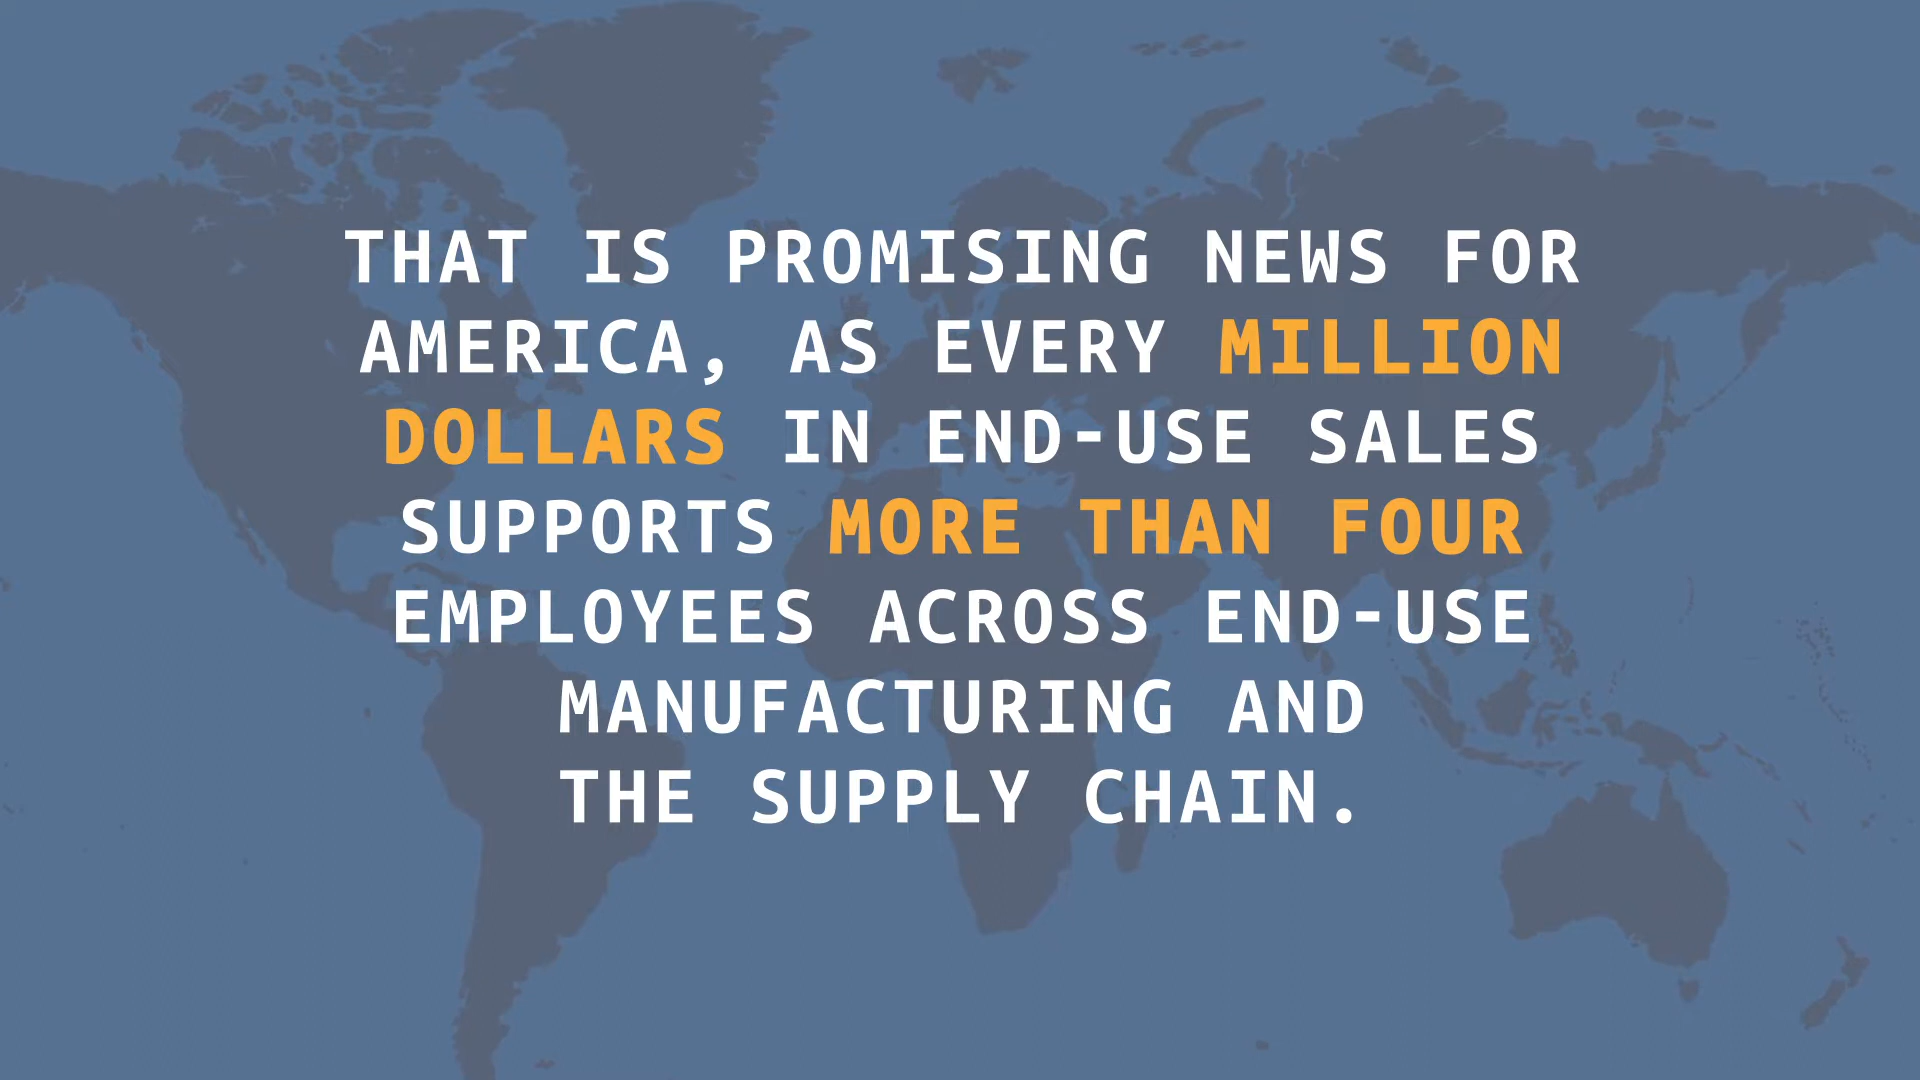 THAT IS PROMISING NEWS FOR
AMERICA, AS EVERY MILLION
DOLLARS IN END-USE SALES
SUPPORTS MORE THAN FOUR
EMPLOYEES ACROSS END-USE
MANUFACTURING AND
THE SUPPLY CHAIN.